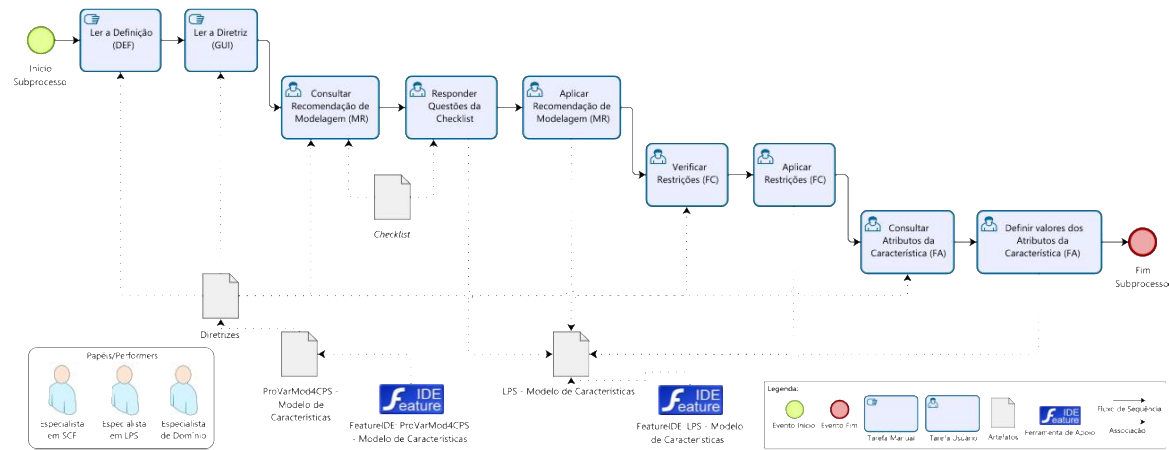 Ler a Definição
(DEF)
Ler a Diretriz
(GUI)
Início
Subprocesso
Consultar
Recomendação de
Modelagem (MR)
Responder
Questões da
Checklist
Aplicar
Recomendação de
Modelagem (MR)
Verificar
Restrições (FC)
Aplicar
Restrições (FC)
Checklist
Consultar
Atributos da
Característica (FA)
Definir valores dos
Atributos da
Característica (FA)
Fim
Subprocesso
Diretrizes
Papéis/Performers
Especialista
em SCF
Especialista
em LPS
Especialista
de Domínio
ProVarMod4CPS -
Modelo de
Características
IDE
Feature
FeatureIDE: ProVarMod4CPS
- Modelo de Características
LPS - Modelo de Características
IDE
Feature
FeatureIDE: LPS - Modelo
de Características
Legenda:
Evento Início
Evento Fim
Tarefa Manual
Tarefa Usuário
Artefatos
IDE
Feature
Ferramenta de Apoio
Fluxo de Sequência
Associação